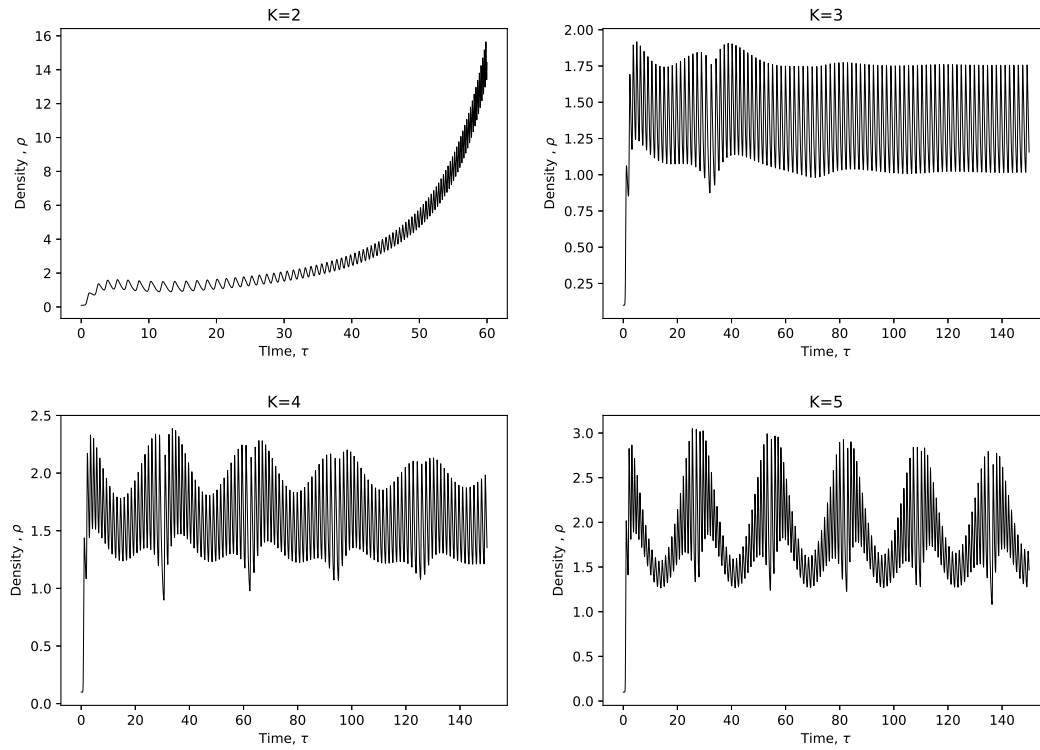 K=2
16
14
12
10
8
6
4
2
0
Density , ρ
0 10 20 30 40 50 60
TIme, τ
K=3
2.00
1.75
1.50
1.25
1.00
0.75
0.50
0.25
Density , ρ
0 20 40 60 80 100 120 140
Time, τ
K=4
2.5
2.0
1.5
1.0
0.5
0.0
Density , ρ
0 20 40 60 80 100 120 140
Time, τ
K=5
3.0
2.5
2.0
1.5
1.0
0.5
0.0
Density , ρ
0 20 40 60 80 100 120 140
Time, τ